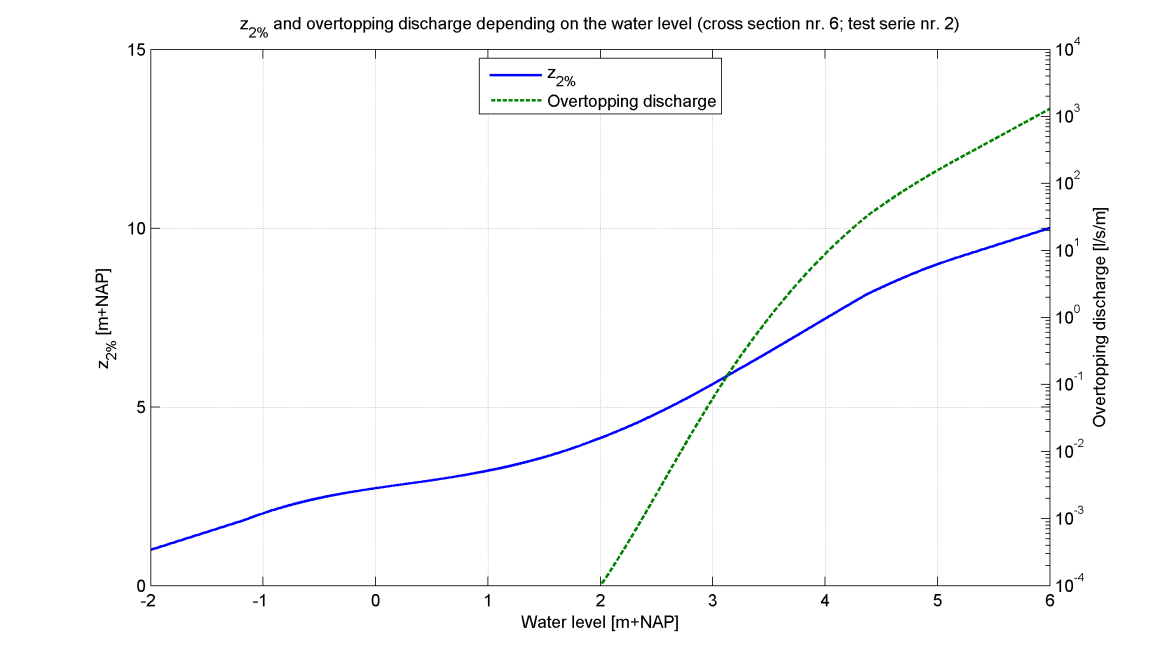 z2% and overtopping discharge depending on the water level (cross section nr. 6; test serie nr. 2)
z2%
Overtopping discharge
15
10
5
0
z2% [m+NAP]
10^4
10^3
10^2
10^1
10^0
10^-1
10^-2
10^-3
10^-4
Overtopping discharge [l/s/m]
-2 -1 0 1 2 3 4 5 6
Water level [m+NAP]